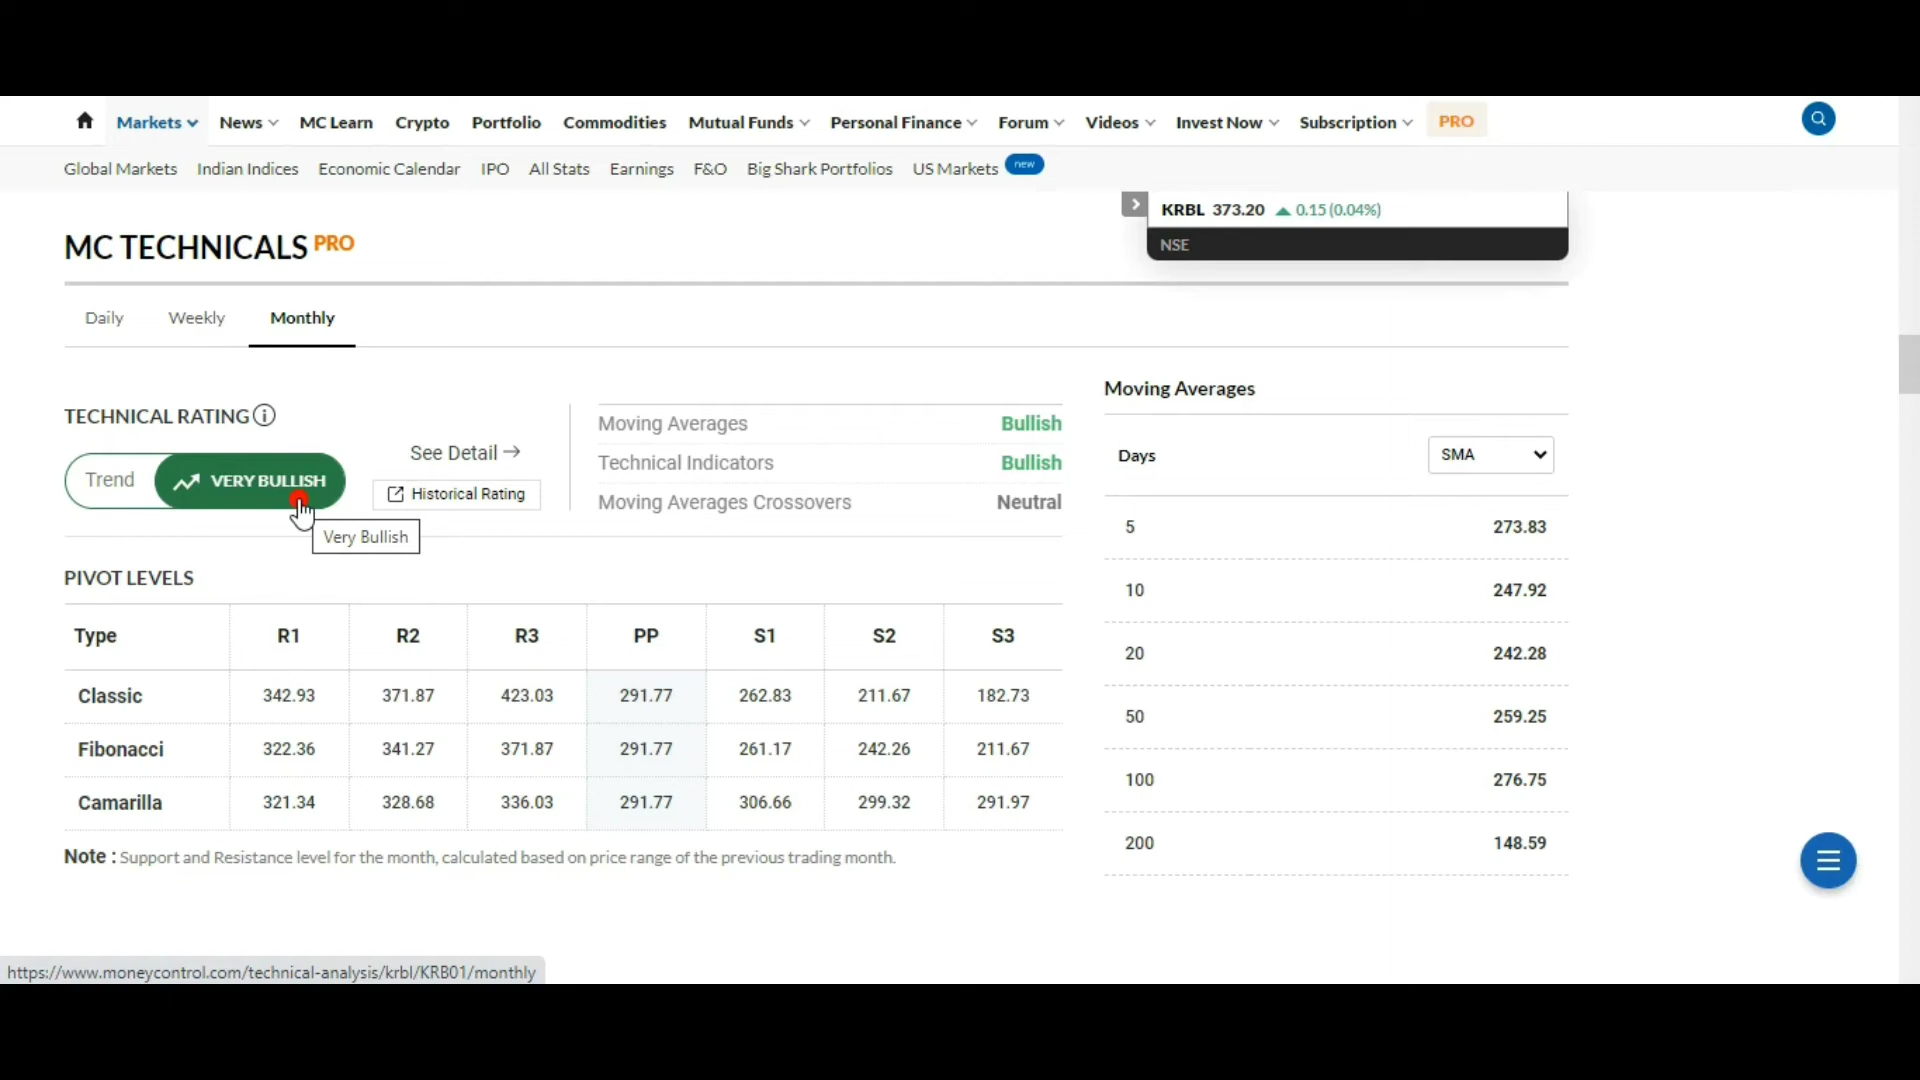 Markets News MC Learn Crypto Portfolio Commodities Mutual Funds Personal Finance Forum Videos Invest Now Subscription PRO
Global Markets Indian Indices Economic Calendar IPO All Stats Earnings F&O Big Shark Portfolios US Markets new
KRBL 373.20 0.15 (0.04%)
NSE
MC TECHNICALS PRO
Daily Weekly Monthly
TECHNICAL RATING
Trend VERY BULLISH
Very Bullish
See Detail →
Historical Rating
Moving Averages Bullish
Technical Indicators Bullish
Moving Averages Crossovers Neutral
PIVOT LEVELS
Type R1 R2 R3 PP S1 S2 S3
Classic 342.93 371.87 423.03 291.77 262.83 211.67 182.73
Fibonacci 322.36 341.27 371.87 291.77 261.17 242.26 211.67
Camarilla 321.34 328.68 336.03 291.77 306.66 299.32 291.97
Note : Support and Resistance level for the month, calculated based on price range of the previous trading month.
Moving Averages
Days SMA
5 273.83
10 247.92
20 242.28
50 259.25
100 276.75
200 148.59
https://www.moneycontrol.com/technical-analysis/krbl/KRB01/monthly